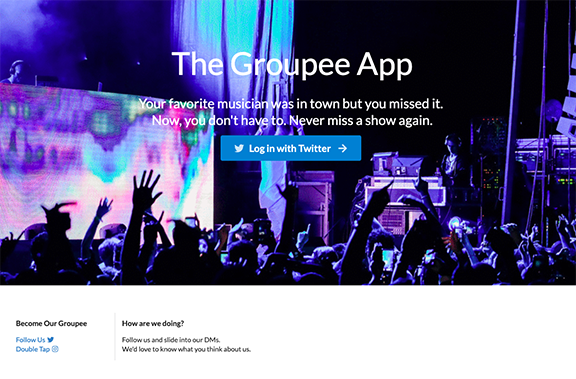 The Groupee App
Your favorite musician was in town but you missed it.
Now, you don't have to. Never miss a show again.
Log in with Twitter
Become Our Groupee
Follow Us
Double Tap
How are we doing?
Follow us and slide into our DMs.
We'd love to know what you think about us.